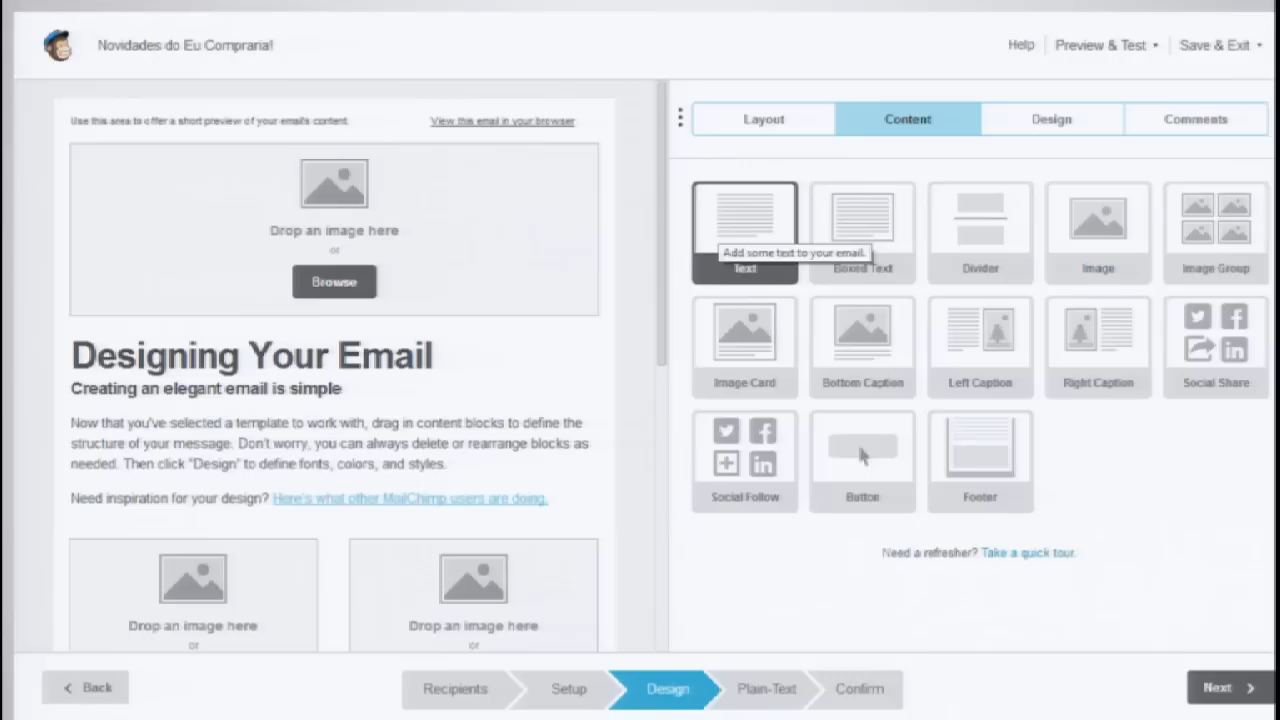 Novidades do Eu Compraria!
Help
Preview & Test
Save & Exit
Use this area to offer a short preview of your email's content.
View this email in your browser
Layout
Content
Design
Comments
Drop an image here
or
Browse
Add some text to your email.
Text
Boxed Text
Divider
Image
Image Group
Image Card
Bottom Caption
Left Caption
Right Caption
Social Share
Social Follow
Button
Footer
Need a refresher? Take a quick tour.
Designing Your Email
Creating an elegant email is simple
Now that you've selected a template to work with, drag in content blocks to define the
structure of your message. Don't worry, you can always delete or rearrange blocks as
needed. Then click "Design" to define fonts, colors, and styles.
Need inspiration for your design? Here's what other MailChimp users are doing.
Drop an image here
or
Drop an image here
or
Back
Recipients
Setup
Design
Plain-Text
Confirm
Next